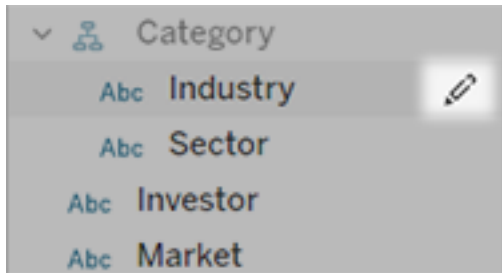 Category
Abc Industry
Abc Sector
Abc Investor
Abc Market